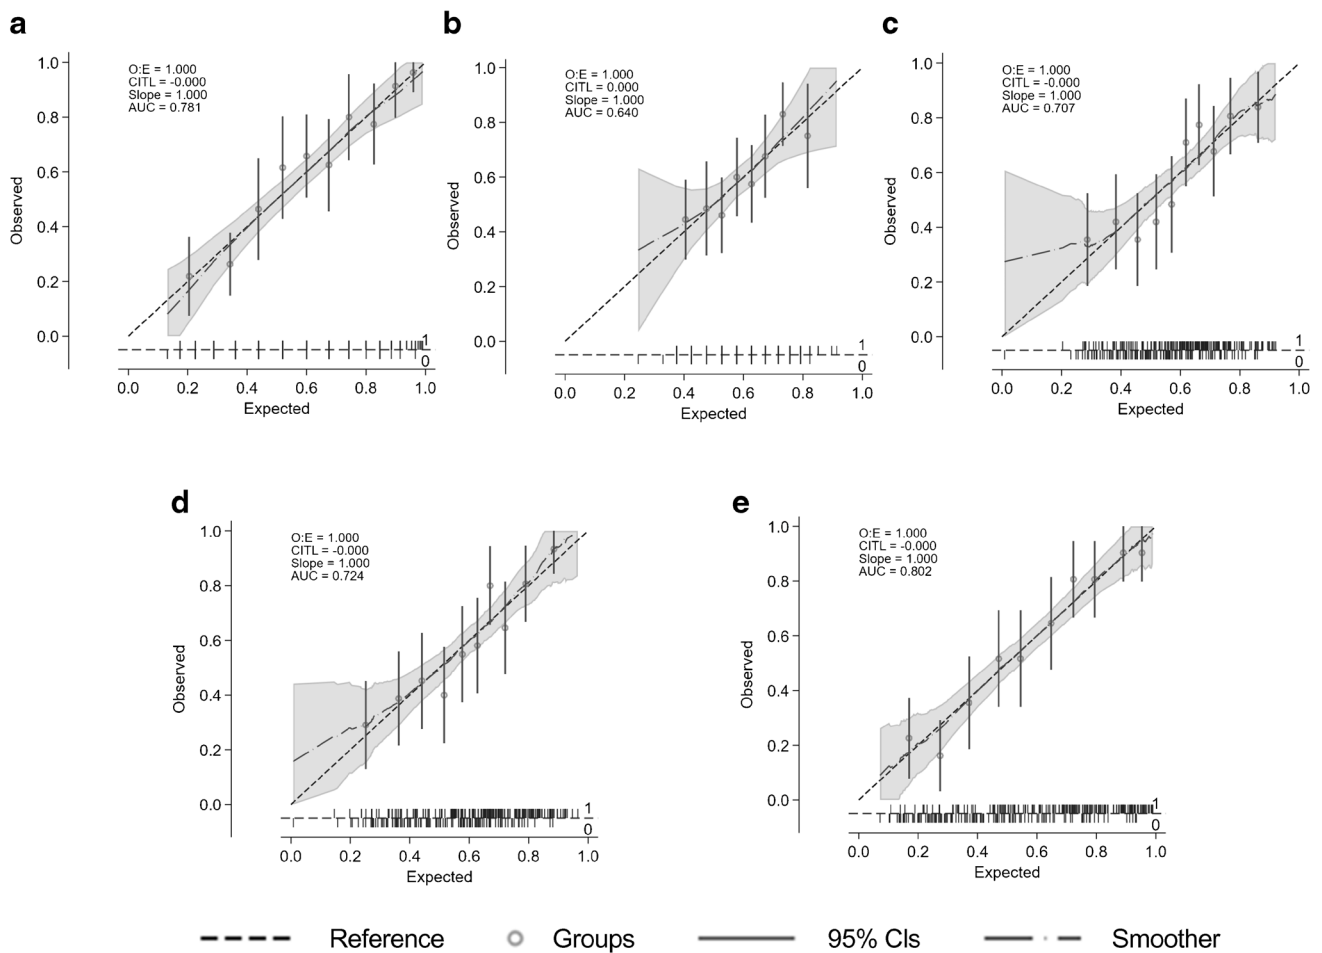 a
O:E = 1.000
CITL = -0.000
Slope = 1.000
AUC = 0.781
Observed
1.0
0.8
0.6
0.4
0.2
0.0
1
0
0.0 0.2 0.4 0.6 0.8 1.0
Expected
b
O:E = 1.000
CITL = 0.000
Slope = 1.000
AUC = 0.640
Observed
1.0
0.8
0.6
0.4
0.2
0.0
1
0
0.0 0.2 0.4 0.6 0.8 1.0
Expected
c
O:E = 1.000
CITL = -0.000
Slope = 1.000
AUC = 0.707
Observed
1.0
0.8
0.6
0.4
0.2
0.0
1
0
0.0 0.2 0.4 0.6 0.8 1.0
Expected
d
O:E = 1.000
CITL = -0.000
Slope = 1.000
AUC = 0.724
Observed
1.0
0.8
0.6
0.4
0.2
0.0
1
0
0.0 0.2 0.4 0.6 0.8 1.0
Expected
e
O:E = 1.000
CITL = -0.000
Slope = 1.000
AUC = 0.802
Observed
1.0
0.8
0.6
0.4
0.2
0.0
1
0
0.0 0.2 0.4 0.6 0.8 1.0
Expected
Reference Groups 95% CIs Smoother